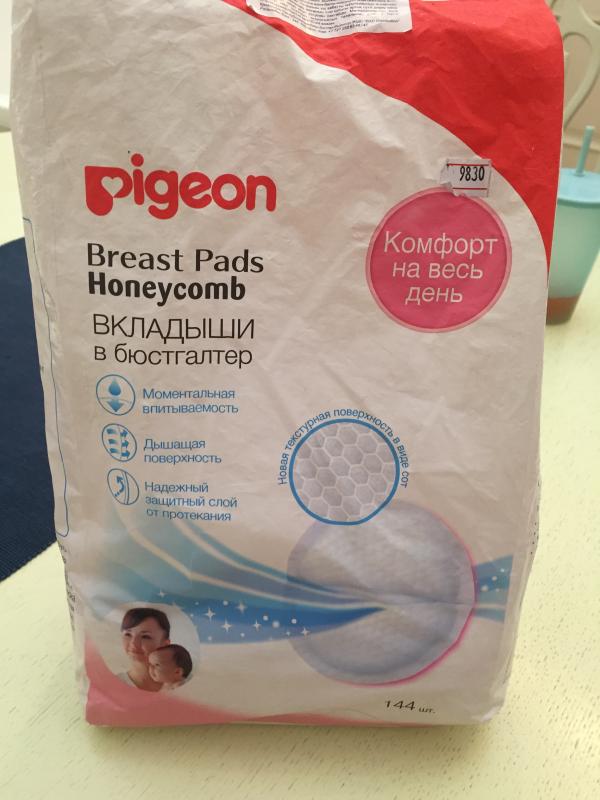 9830
pigeon
Комфорт
на весь
день
Breast Pads
Honeycomb
ВКЛАДЫШИ
в бюстгалтер
Моментальная
впитываемость
Дышащая
поверхность
Надежный
защитный слой
от протекания
Новая текстурная поверхность в виде сот
144 шт.